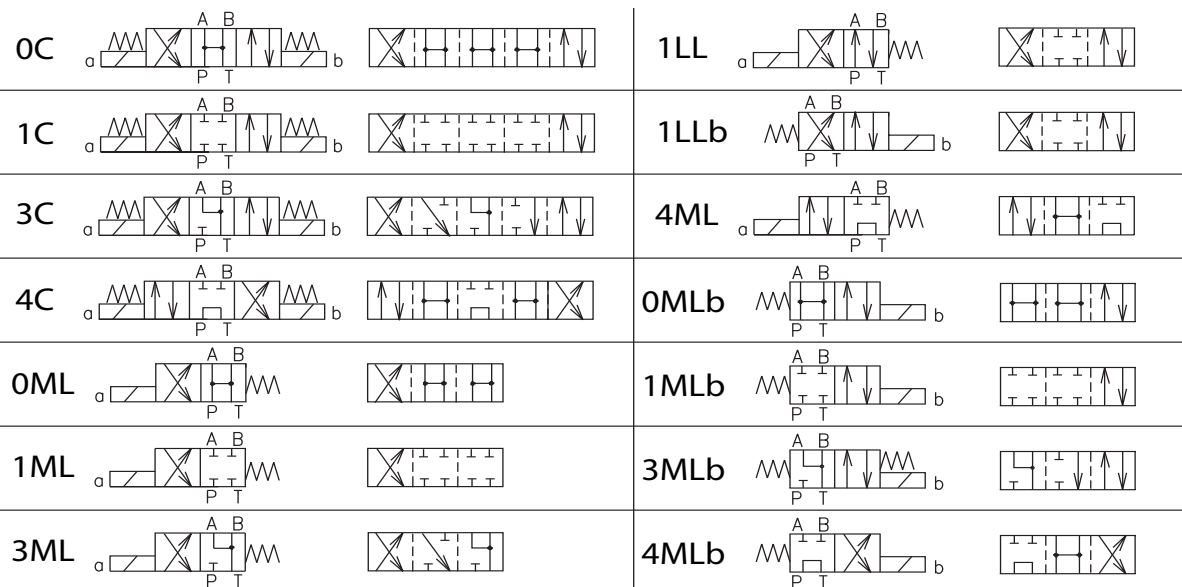 A B
0C a b
P T
A B
1C a b
P T
A B
3C a b
P T
A B
4C a b
P T
A B
0ML a
P T
A B
1ML a
P T
A B
3ML a
P T
A B
1LL a
P T
A B
1LLb b
P T
A B
4ML a
P T
A B
0MLb b
P T
A B
1MLb b
P T
A B
3MLb b
P T
A B
4MLb b
P T